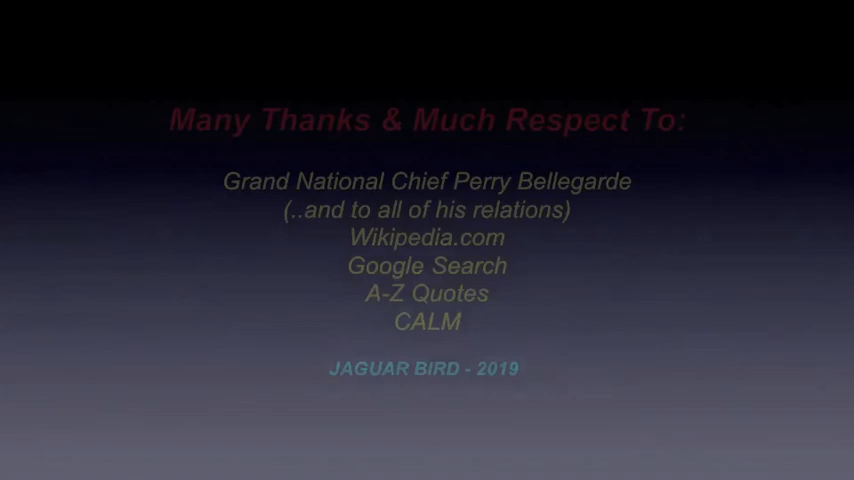 Many Thanks & Much Respect To:
Grand National Chief Perry Bellegarde
(..and to all of his relations)
Wikipedia.com
Google Search
A-Z Quotes
CALM
JAGUAR BIRD - 2019